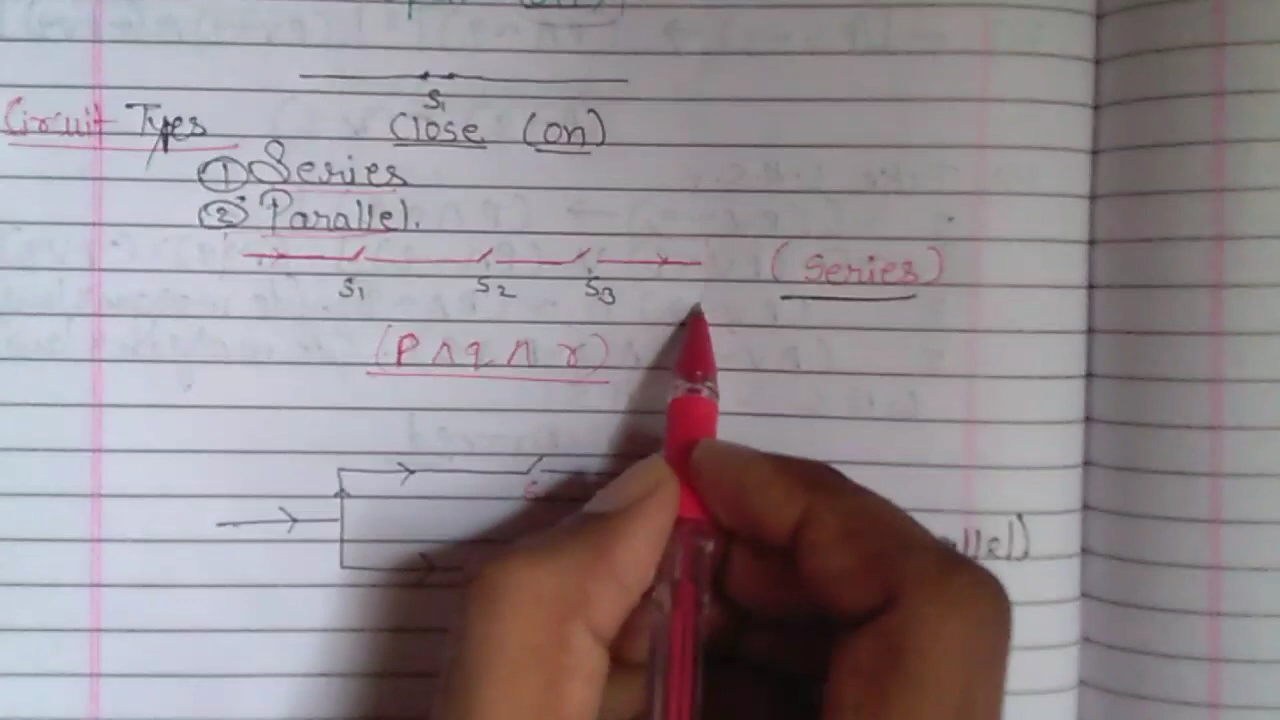 S₁
Circuit Types
Close (on)
① Series
② Parallel.
S₁ S₂ S₃ (Series)
(p ∧ q ∧ r)